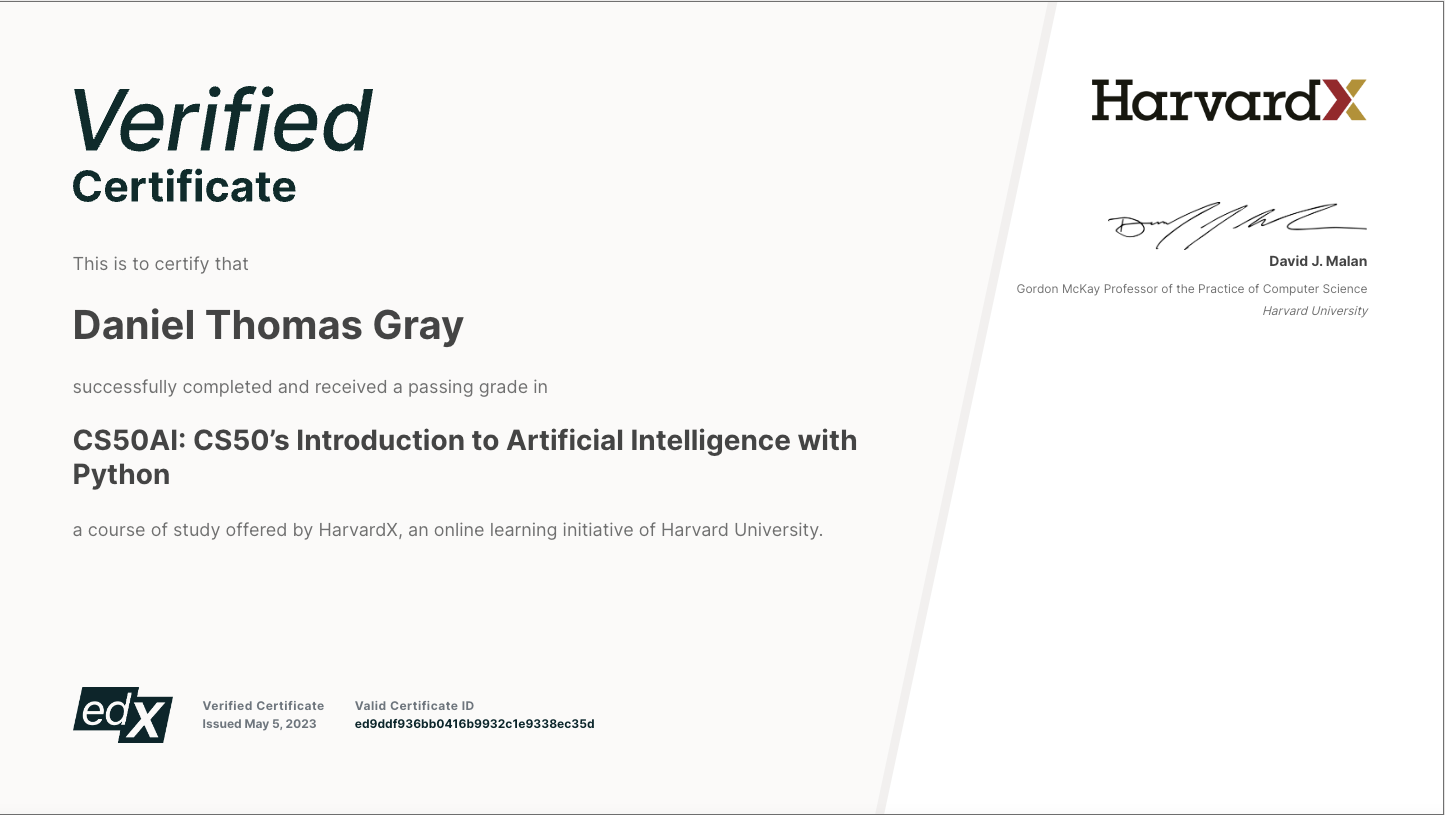 Verified
Certificate
This is to certify that
Daniel Thomas Gray
successfully completed and received a passing grade in
CS50AI: CS50’s Introduction to Artificial Intelligence with
Python
a course of study offered by HarvardX, an online learning initiative of Harvard University.
edX
Verified Certificate
Issued May 5, 2023
Valid Certificate ID
ed9ddf936bb0416b9932c1e9338ec35d
HarvardX
David J. Malan
Gordon McKay Professor of the Practice of Computer Science
Harvard University